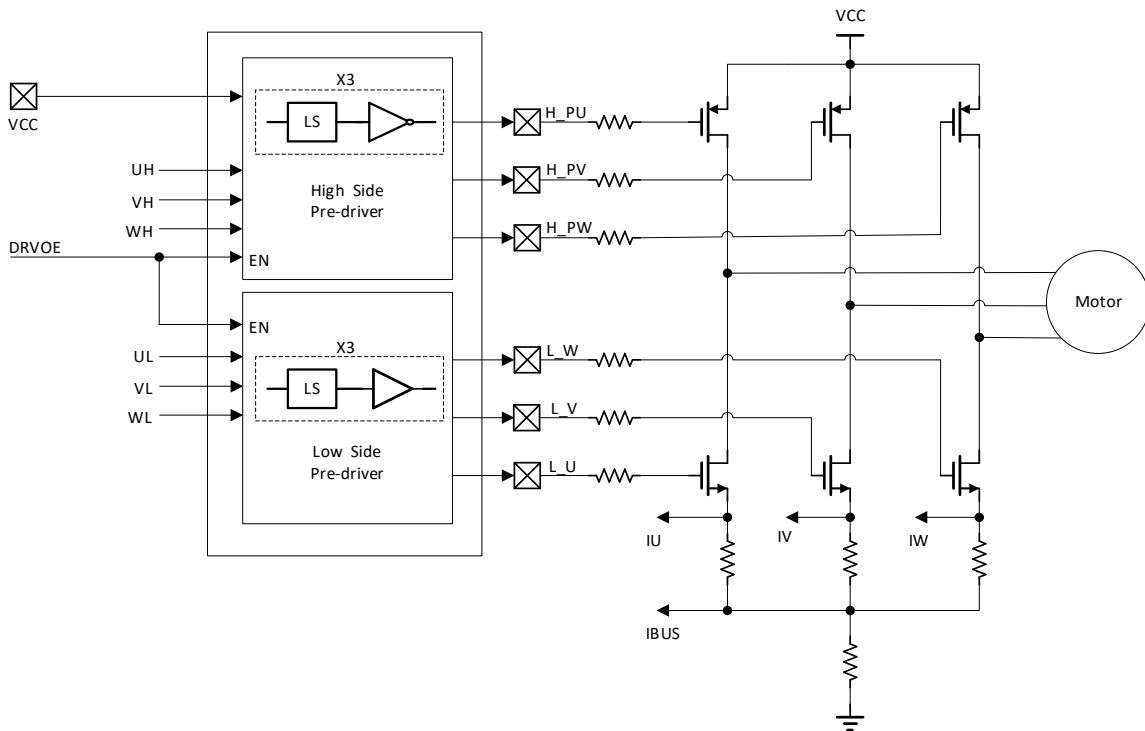 VCC
X3
LS
H_PU
VCC
UH
H_PV
High Side
Pre-driver
VH
WH
H_PW
DRVOE
EN
Motor
EN
UL
X3
L_W
VL
LS
WL
L_V
Low Side
Pre-driver
L_U
IU
IV
IW
IBUS